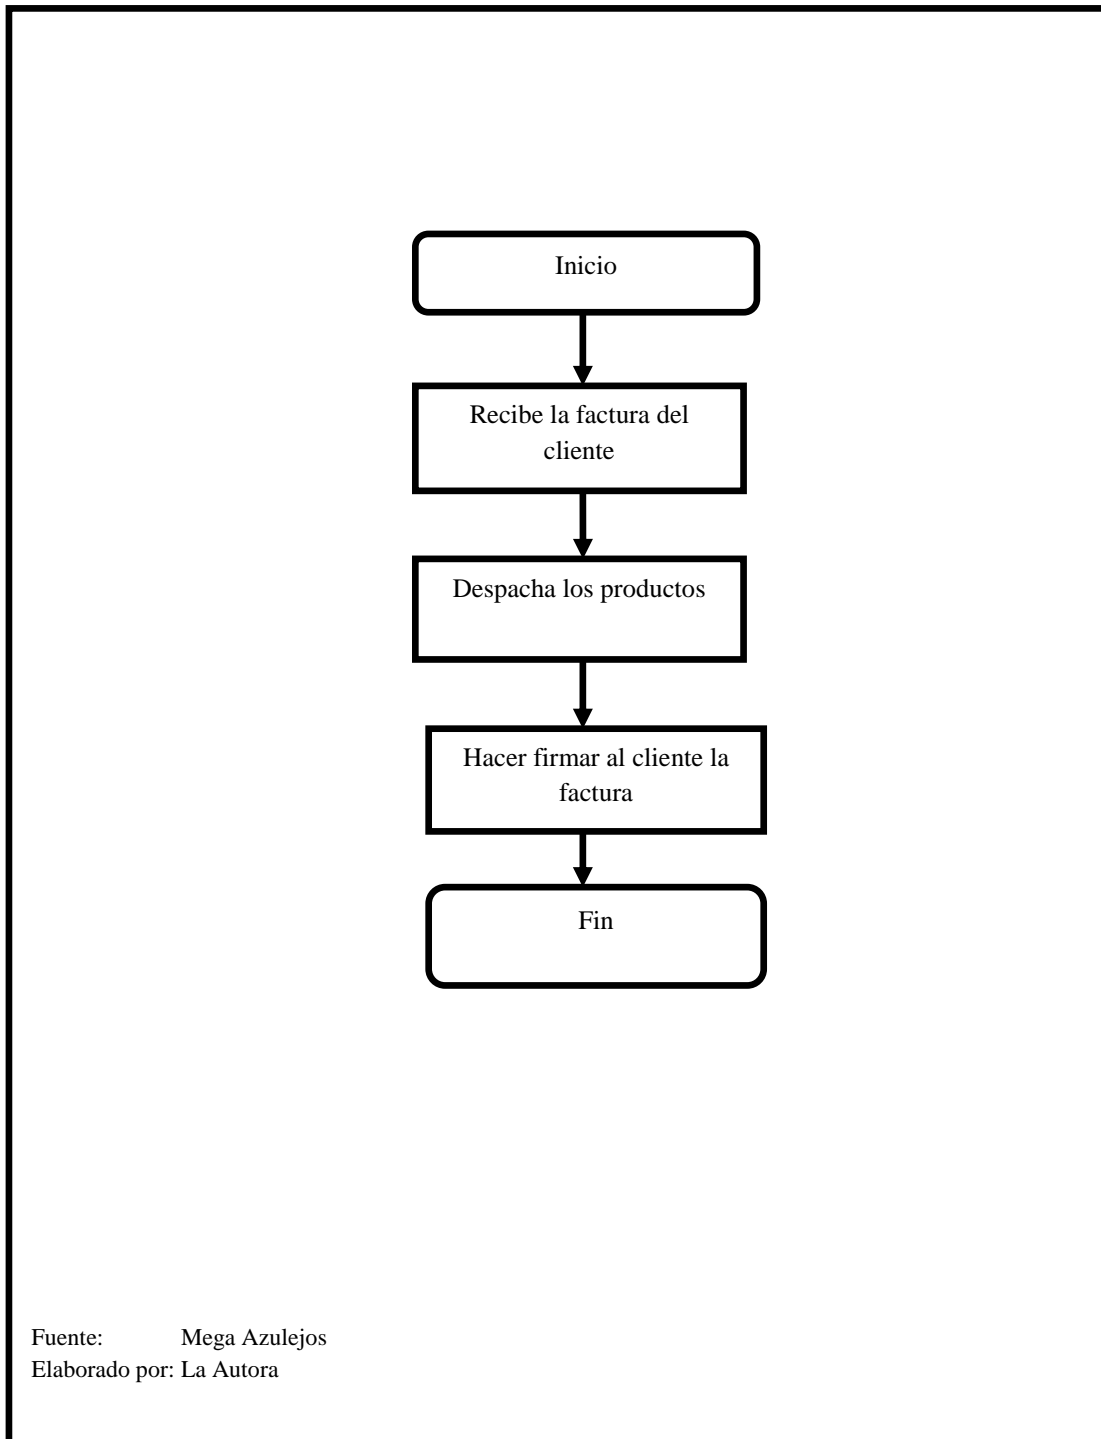 Inicio
Recibe la factura del
cliente
Despacha los productos
Hacer firmar al cliente la
factura
Fin
Fuente: Mega Azulejos
Elaborado por: La Autora